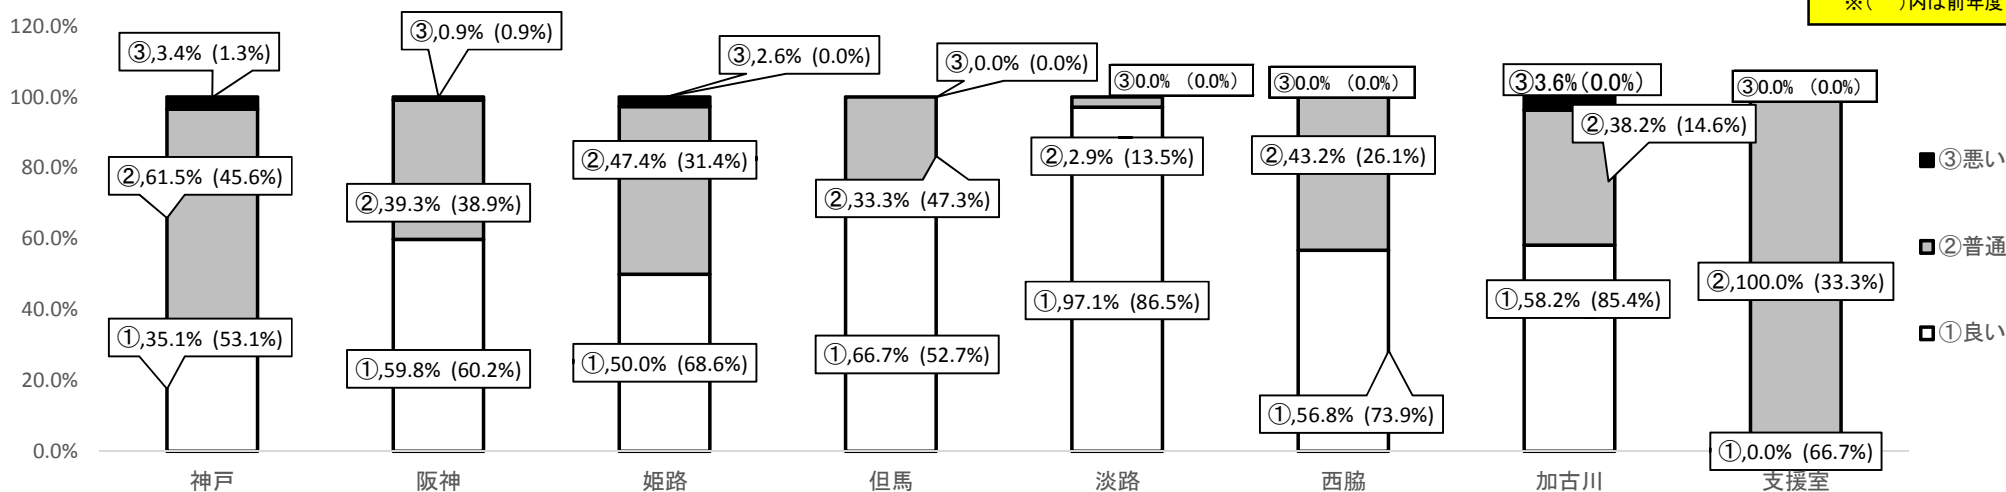 ※(　)内は前年度
120.0%
100.0%
80.0%
60.0%
40.0%
20.0%
0.0%
③,3.4% (1.3%)
②,61.5% (45.6%)
①,35.1% (53.1%)
神戸
③,0.9% (0.9%)
②,39.3% (38.9%)
①,59.8% (60.2%)
阪神
③,2.6% (0.0%)
②,47.4% (31.4%)
①,50.0% (68.6%)
姫路
③,0.0% (0.0%)
②,33.3% (47.3%)
①,66.7% (52.7%)
但馬
③0.0% （0.0%）
②,2.9% (13.5%)
①,97.1% (86.5%)
淡路
③0.0% （0.0%）
②,43.2% (26.1%)
①,56.8% (73.9%)
西脇
③3.6%(0.0%)
②,38.2% (14.6%)
①,58.2% (85.4%)
加古川
③0.0% （0.0%）
②,100.0% (33.3%)
①,0.0% (66.7%)
支援室
③悪い
②普通
①良い